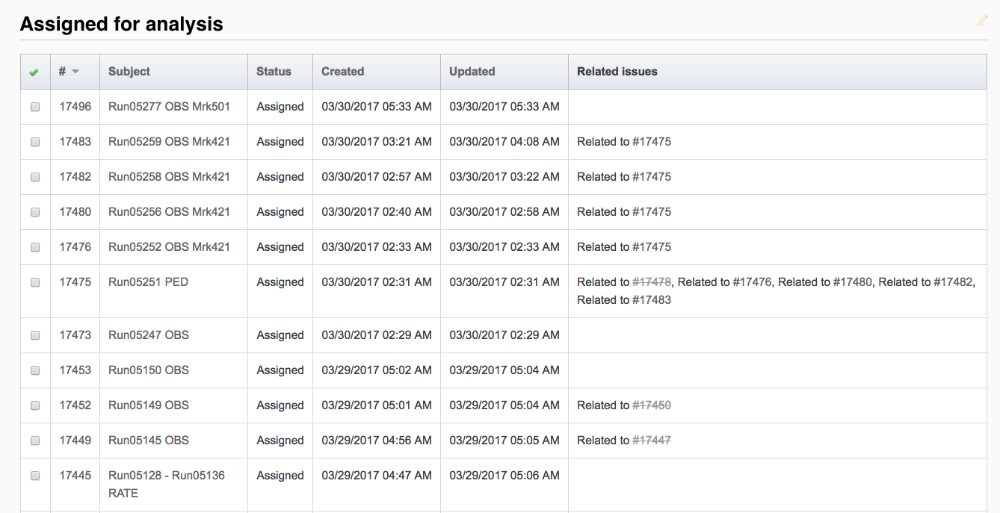 Assigned for analysis
# Subject Status Created Updated Related issues
17496 Run05277 OBS Mrk501 Assigned 03/30/2017 05:33 AM 03/30/2017 05:33 AM
17483 Run05259 OBS Mrk421 Assigned 03/30/2017 03:21 AM 03/30/2017 04:08 AM Related to #17475
17482 Run05258 OBS Mrk421 Assigned 03/30/2017 02:57 AM 03/30/2017 03:22 AM Related to #17475
17480 Run05256 OBS Mrk421 Assigned 03/30/2017 02:40 AM 03/30/2017 02:58 AM Related to #17475
17476 Run05252 OBS Mrk421 Assigned 03/30/2017 02:33 AM 03/30/2017 02:33 AM Related to #17475
17475 Run05251 PED Assigned 03/30/2017 02:31 AM 03/30/2017 02:31 AM Related to #17478, Related to #17476, Related to #17480, Related to #17482,
Related to #17483
17473 Run05247 OBS Assigned 03/30/2017 02:29 AM 03/30/2017 02:29 AM
17453 Run05150 OBS Assigned 03/29/2017 05:02 AM 03/29/2017 05:04 AM
17452 Run05149 OBS Assigned 03/29/2017 05:01 AM 03/29/2017 05:04 AM Related to #17450
17449 Run05145 OBS Assigned 03/29/2017 04:56 AM 03/29/2017 05:05 AM Related to #17447
17445 Run05128 - Run05136 Assigned 03/29/2017 04:47 AM 03/29/2017 05:06 AM
RATE